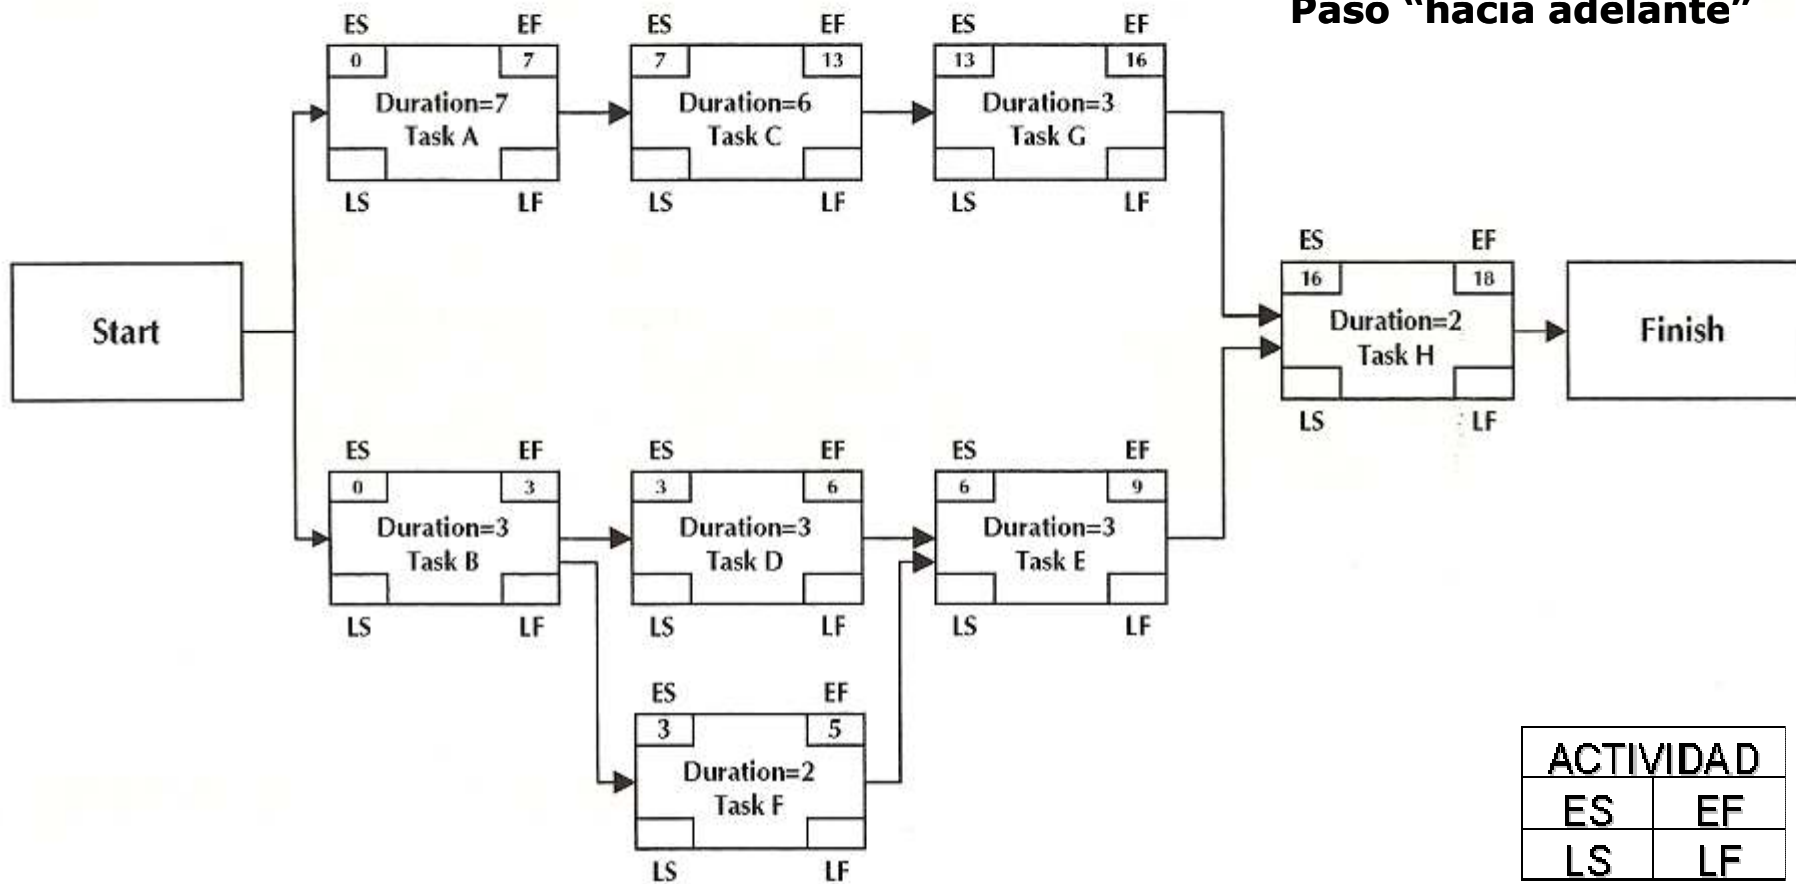 Paso “hacia adelante”
ES EF ES EF ES EF
0 7 7 13 13 16
Duration=7 Duration=6 Duration=3
Task A Task C Task G
LS LF LS LF LS LF
ES EF
16 18
Start Duration=2 Finish
Task H
LS LF
ES EF ES EF ES EF
0 3 3 6 6 9
Duration=3 Duration=3 Duration=3
Task B Task D Task E
LS LF LS LF LS LF
ES EF
3 5
Duration=2
Task F
LS LF
ACTIVIDAD
ES EF
LS LF